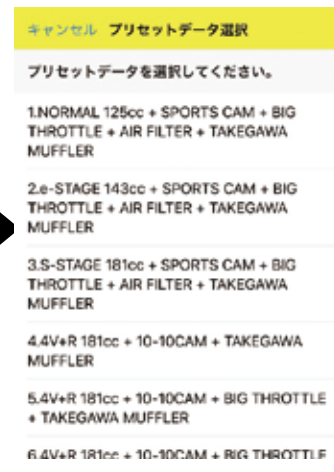 キャンセル プリセットデータ選択
プリセットデータを選択してください。
1.NORMAL 125cc + SPORTS CAM + BIG
THROTTLE + AIR FILTER + TAKEGAWA
MUFFLER
2.e-STAGE 143cc + SPORTS CAM + BIG
THROTTLE + AIR FILTER + TAKEGAWA
MUFFLER
3.S-STAGE 181cc + SPORTS CAM + BIG
THROTTLE + AIR FILTER + TAKEGAWA
MUFFLER
4.4V+R 181cc + 10-10CAM + TAKEGAWA
MUFFLER
5.4V+R 181cc + 10-10CAM + BIG THROTTLE
+ TAKEGAWA MUFFLER
6.4V+R 181cc + 10-10CAM + BIG THROTTLE